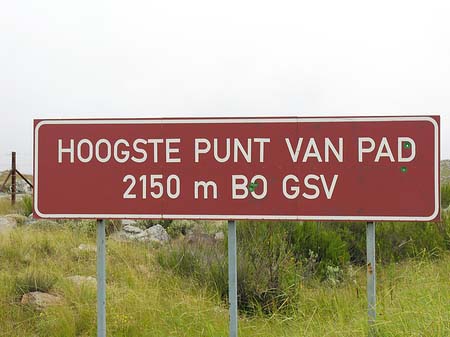 HOOGSTE PUNT VAN PAD
2150 m BO GSV